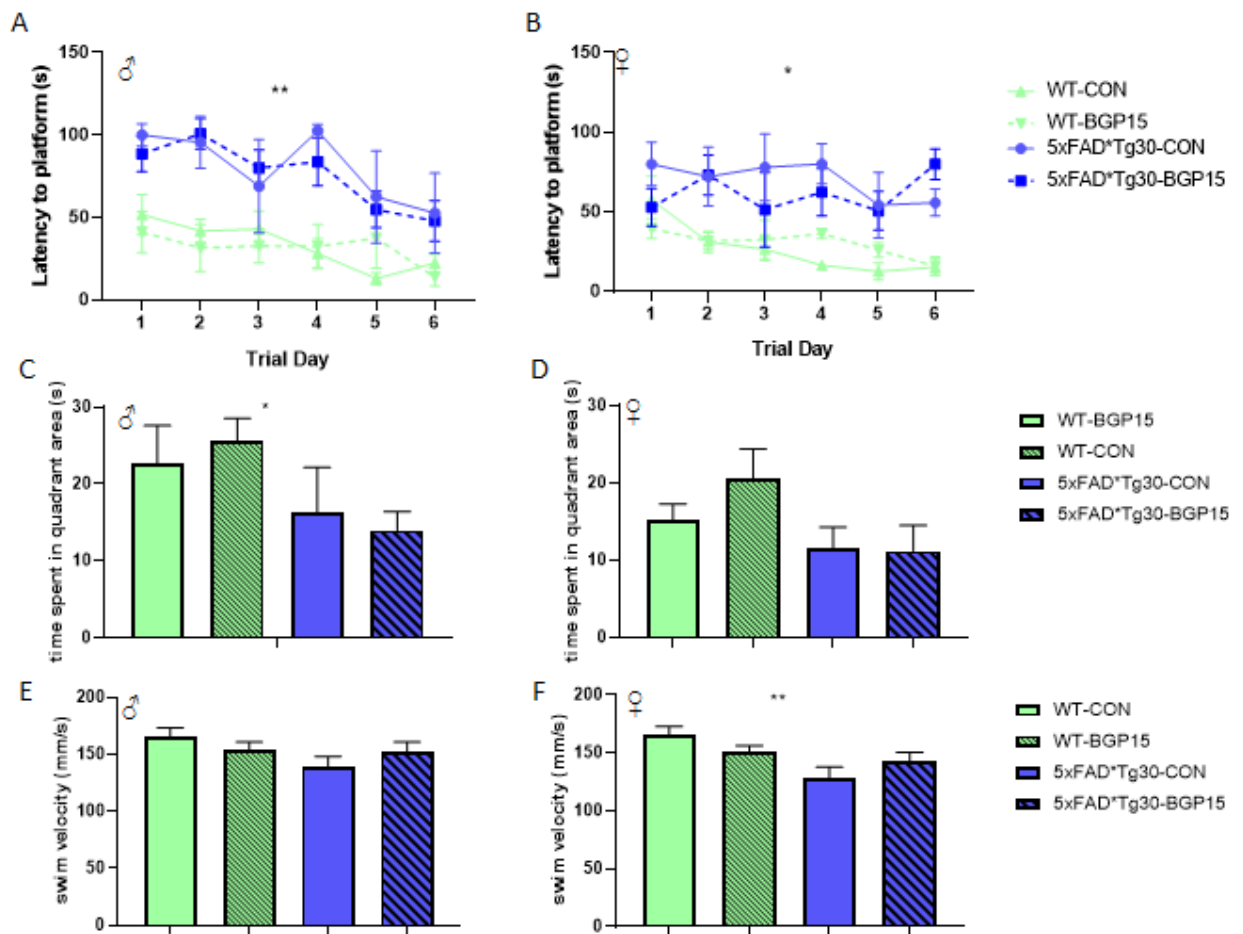 A
B
♂
♀
**
*
150
100
50
0
Latency to platform (s)
1 2 3 4 5 6
Trial Day
150
100
50
0
Latency to platform (s)
1 2 3 4 5 6
Trial Day
WT-CON
WT-BGP15
5xFAD*Tg30-CON
5xFAD*Tg30-BGP15
C
D
♂
♀
*
30
20
10
0
time spent in quadrant area (s)
30
20
10
0
time spent in quadrant area (s)
WT-BGP15
WT-CON
5xFAD*Tg30-CON
5xFAD*Tg30-BGP15
E
F
♂
♀
**
200
150
100
50
0
swim velocity (mm/s)
200
150
100
50
0
swim velocity (mm/s)
WT-CON
WT-BGP15
5xFAD*Tg30-CON
5xFAD*Tg30-BGP15